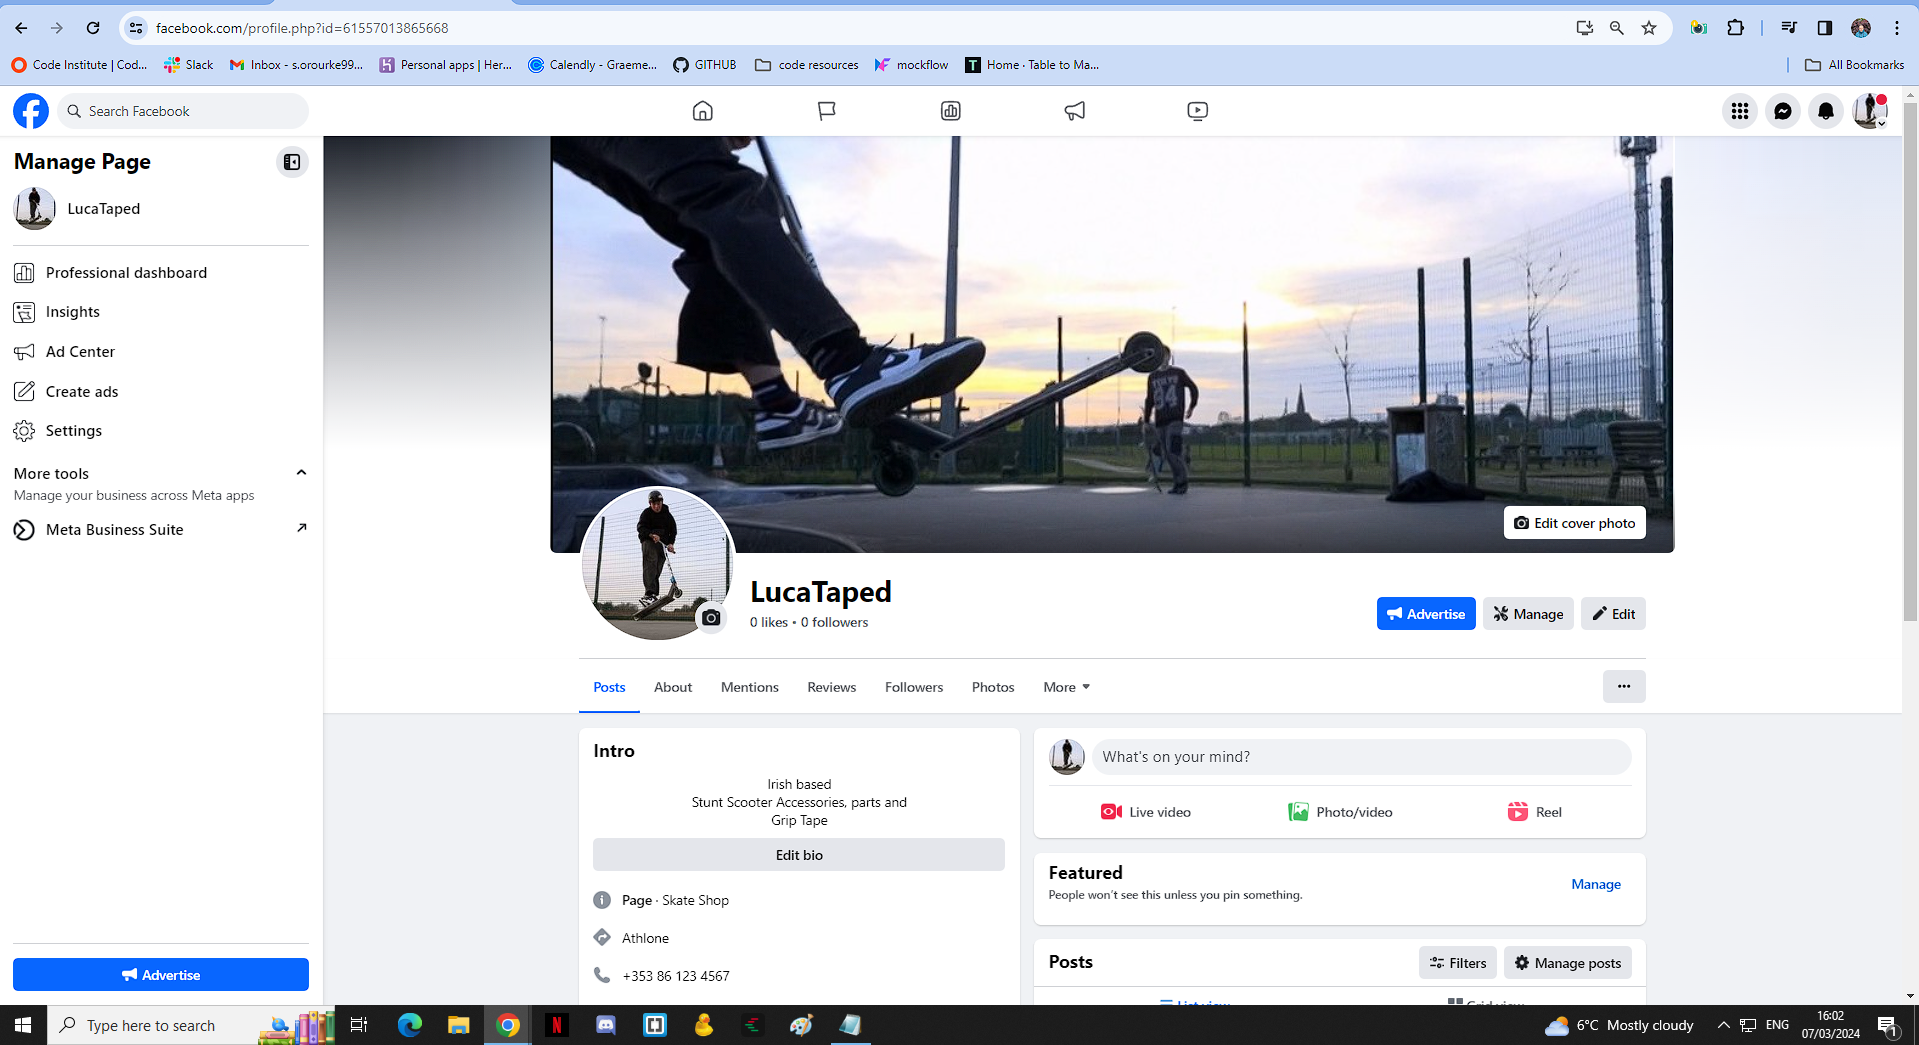 facebook.com/profile.php?id=61557013865668
Code Institute | Cod...
Slack
Inbox - s.orourke99...
Personal apps | Her...
Calendly - Graeme...
GITHUB
code resources
mockflow
Home · Table to Ma...
All Bookmarks
Search Facebook
Manage Page
LucaTaped
Professional dashboard
Insights
Ad Center
Create ads
Settings
More tools
Manage your business across Meta apps
Meta Business Suite
Advertise
Edit cover photo
LucaTaped
0 likes • 0 followers
Advertise
Manage
Edit
Posts
About
Mentions
Reviews
Followers
Photos
More
Intro
Irish based
Stunt Scooter Accessories, parts and
Grip Tape
Edit bio
Page · Skate Shop
Athlone
+353 86 123 4567
What's on your mind?
Live video
Photo/video
Reel
Featured
People won't see this unless you pin something.
Manage
Posts
Filters
Manage posts
List view
Grid view
Type here to search
6°C Mostly cloudy
ENG
16:02
07/03/2024
1